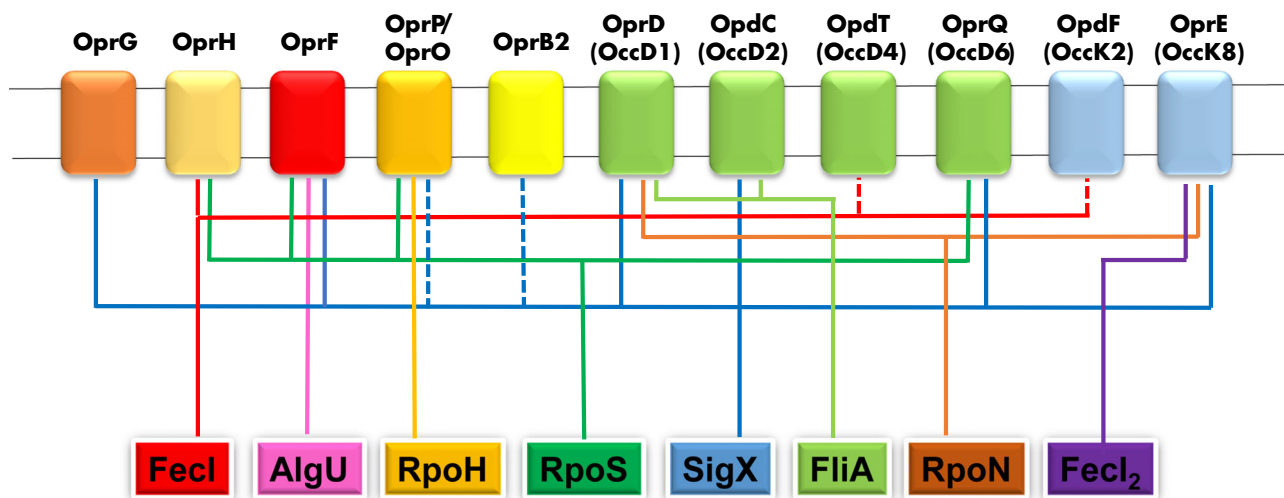 OprG
OprH
OprF
OprP/
OprO
OprB2
OprD
(OccD1)
OpdC
(OccD2)
OpdT
(OccD4)
OprQ
(OccD6)
OpdF
(OccK2)
OprE
(OccK8)
FecI
AlgU
RpoH
RpoS
SigX
FliA
RpoN
FecI₂